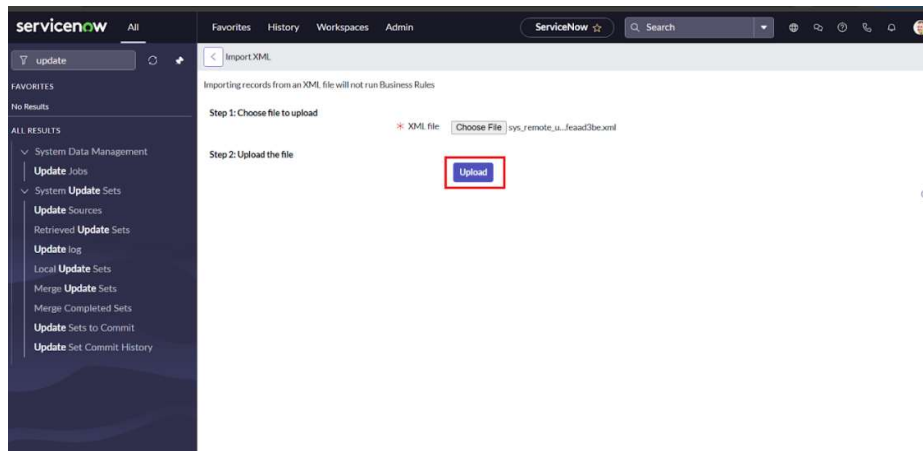 servicenow All Favorites History Workspaces Admin ServiceNow Search
update
Import XML
Importing records from an XML file will not run Business Rules
FAVORITES
No Results
Step 1: Choose file to upload
* XML file Choose File sys_remote_u...feaad3be.xml
ALL RESULTS
System Data Management
Step 2: Upload the file
Upload
Update Jobs
System Update Sets
Update Sources
Retrieved Update Sets
Update log
Local Update Sets
Merge Update Sets
Merge Completed Sets
Update Sets to Commit
Update Set Commit History